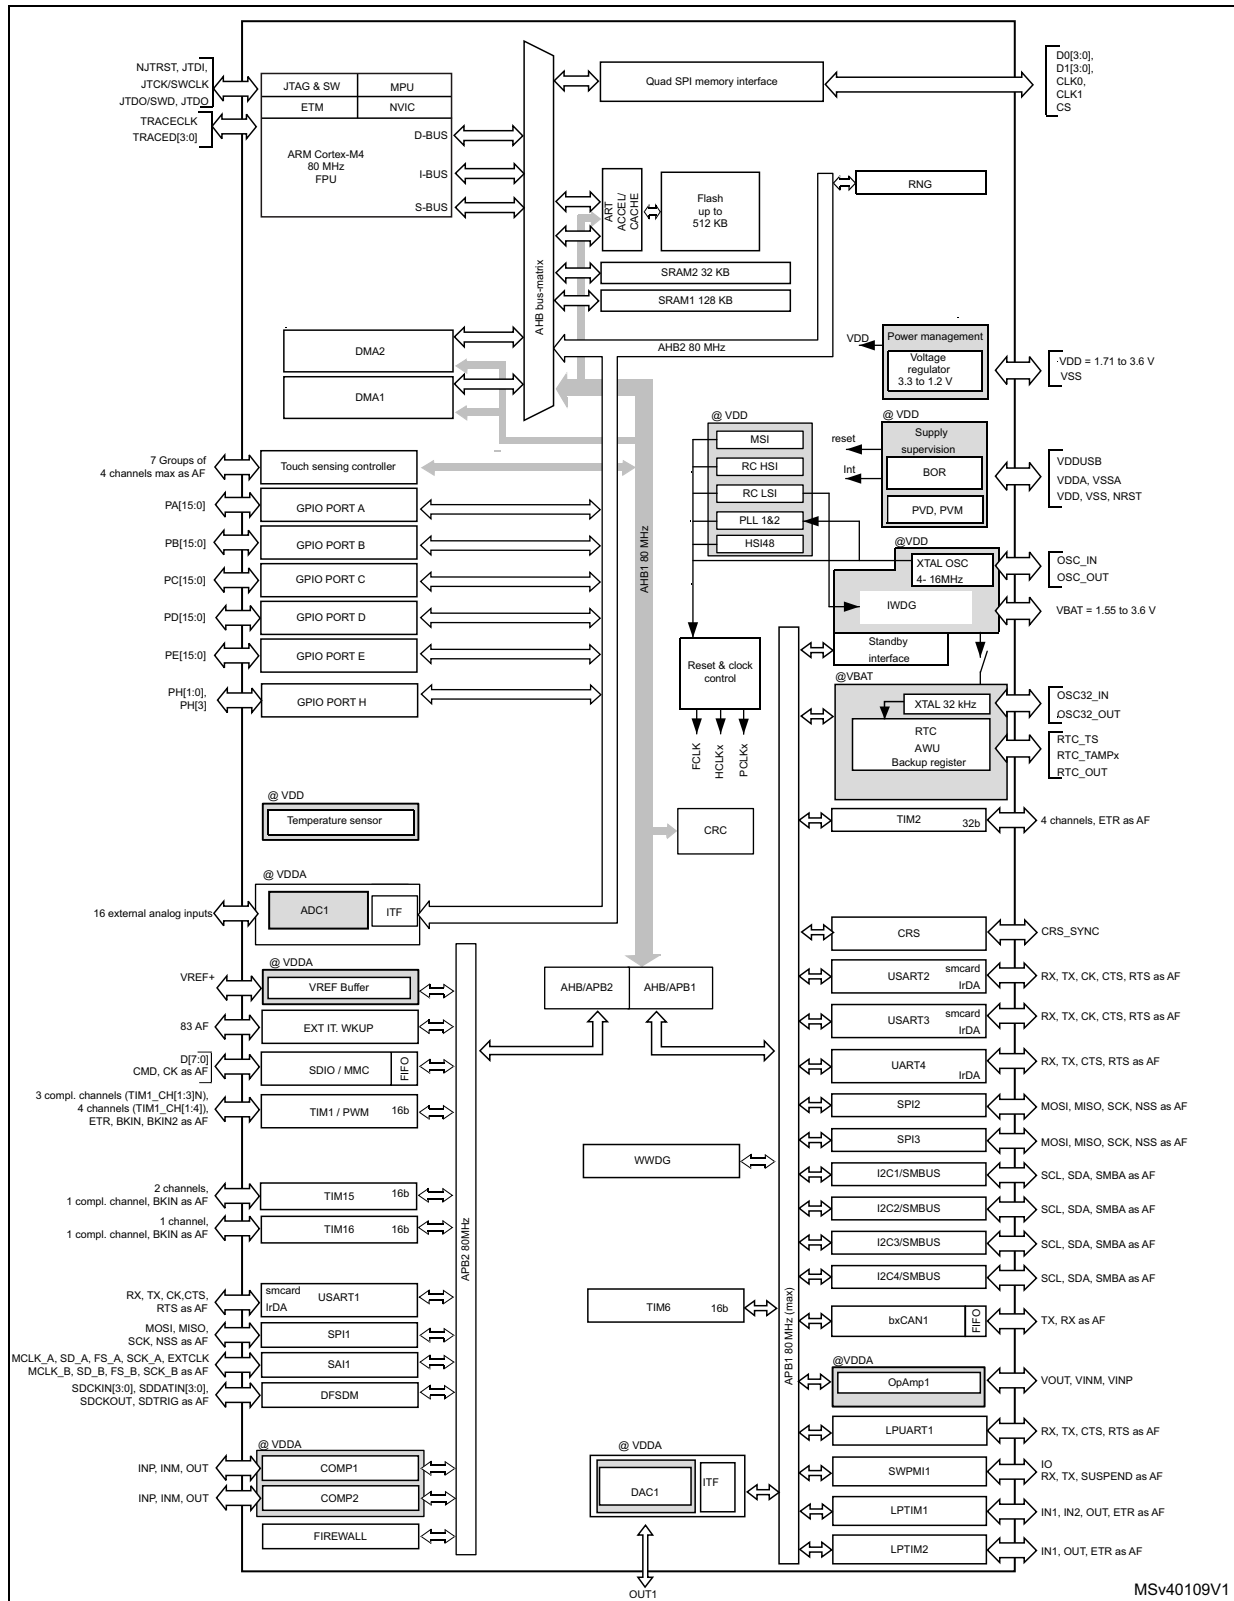 NJTRST, JTDI,
JTCK/SWCLK
JTDO/SWD, JTDO
TRACECLK
TRACED[3:0]
JTAG & SW
MPU
ETM
NVIC
ARM Cortex-M4
80 MHz
FPU
D-BUS
I-BUS
S-BUS
AHB bus-matrix
Quad SPI memory interface
D0[3:0],
D1[3:0],
CLK0,
CLK1
CS
ART
ACCEL/
CACHE
Flash
up to
512 KB
RNG
SRAM2 32 KB
SRAM1 128 KB
AHB2 80 MHz
DMA2
DMA1
VDD
Power management
Voltage
regulator
3.3 to 1.2 V
VDD = 1.71 to 3.6 V
VSS
@ VDD
MSI
RC HSI
RC LSI
PLL 1&2
HSI48
@ VDD
reset
Int
Supply
supervision
BOR
PVD, PVM
VDDUSB
VDDA, VSSA
VDD, VSS, NRST
7 Groups of
4 channels max as AF
Touch sensing controller
PA[15:0]
GPIO PORT A
PB[15:0]
GPIO PORT B
PC[15:0]
GPIO PORT C
PD[15:0]
GPIO PORT D
PE[15:0]
GPIO PORT E
PH[1:0],
PH[3]
GPIO PORT H
AHB1 80 MHz
@VDD
XTAL OSC
4- 16MHz
IWDG
OSC_IN
OSC_OUT
VBAT = 1.55 to 3.6 V
Standby
interface
Reset & clock
control
FCLK
HCLKx
PCLKx
@VBAT
XTAL 32 kHz
RTC
AWU
Backup register
OSC32_IN
OSC32_OUT
RTC_TS
RTC_TAMPx
RTC_OUT
@ VDD
Temperature sensor
CRC
TIM2
32b
4 channels, ETR as AF
@ VDDA
16 external analog inputs
ADC1
ITF
CRS
CRS_SYNC
@ VDDA
VREF+
VREF Buffer
AHB/APB2
AHB/APB1
USART2
smcard
IrDA
RX, TX, CK, CTS, RTS as AF
83 AF
EXT IT. WKUP
USART3
smcard
IrDA
RX, TX, CK, CTS, RTS as AF
D[7:0]
CMD, CK as AF
SDIO / MMC
FIFO
UART4
IrDA
RX, TX, CTS, RTS as AF
3 compl. channels (TIM1_CH[1:3]N),
4 channels (TIM1_CH[1:4]),
ETR, BKIN, BKIN2 as AF
TIM1 / PWM
16b
SPI2
MOSI, MISO, SCK, NSS as AF
SPI3
MOSI, MISO, SCK, NSS as AF
WWDG
I2C1/SMBUS
SCL, SDA, SMBA as AF
2 channels,
1 compl. channel, BKIN as AF
TIM15
16b
I2C2/SMBUS
SCL, SDA, SMBA as AF
1 channel,
1 compl. channel, BKIN as AF
TIM16
16b
I2C3/SMBUS
SCL, SDA, SMBA as AF
APB2 80MHz
I2C4/SMBUS
SCL, SDA, SMBA as AF
RX, TX, CK,CTS,
RTS as AF
smcard
IrDA
USART1
TIM6
16b
APB1 80 MHz (max)
bxCAN1
FIFO
TX, RX as AF
MOSI, MISO,
SCK, NSS as AF
SPI1
MCLK_A, SD_A, FS_A, SCK_A, EXTCLK
MCLK_B, SD_B, FS_B, SCK_B as AF
SAI1
@VDDA
OpAmp1
VOUT, VINM, VINP
SDCKIN[3:0], SDDATIN[3:0],
SDCKOUT, SDTRIG as AF
DFSDM
LPUART1
RX, TX, CTS, RTS as AF
@ VDDA
INP, INM, OUT
COMP1
INP, INM, OUT
COMP2
@ VDDA
DAC1
ITF
SWPMI1
IO
RX, TX, SUSPEND as AF
LPTIM1
IN1, IN2, OUT, ETR as AF
FIREWALL
LPTIM2
IN1, OUT, ETR as AF
OUT1
MSv40109V1